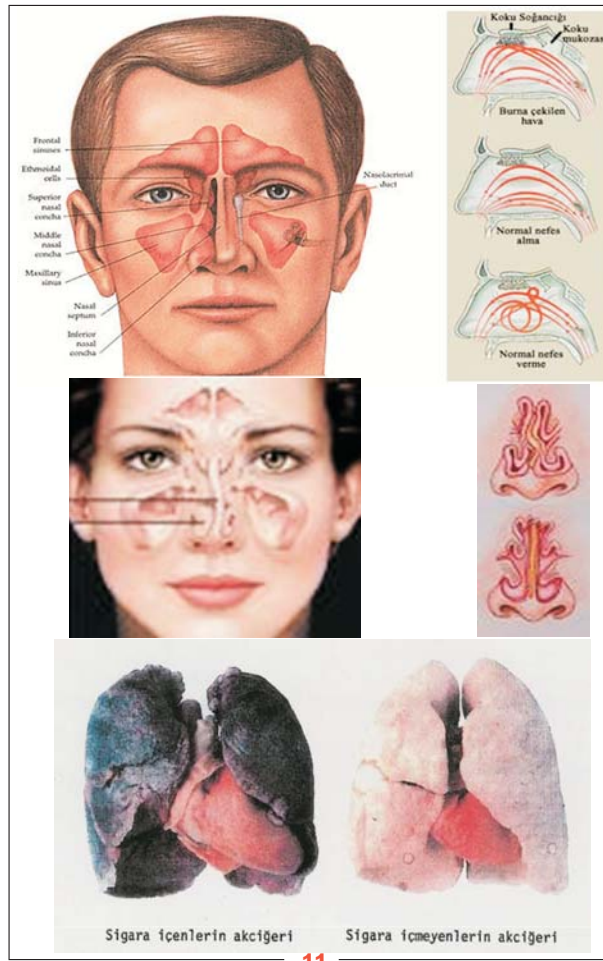 Frontal
sinuses
Ethmoidal
cells
Superior
nasal
concha
Middle
nasal
concha
Maxillary
sinus
Nasal
septum
Inferior
nasal
concha
Nasolacrimal
duct
Koku Soğancığı
Koku
mukozas
Burna çekilen
hava
Normal nefes
alma
Normal nefes
verme
Sigara içenlerin akciğeri
Sigara içmeyenlerin akciğeri
11